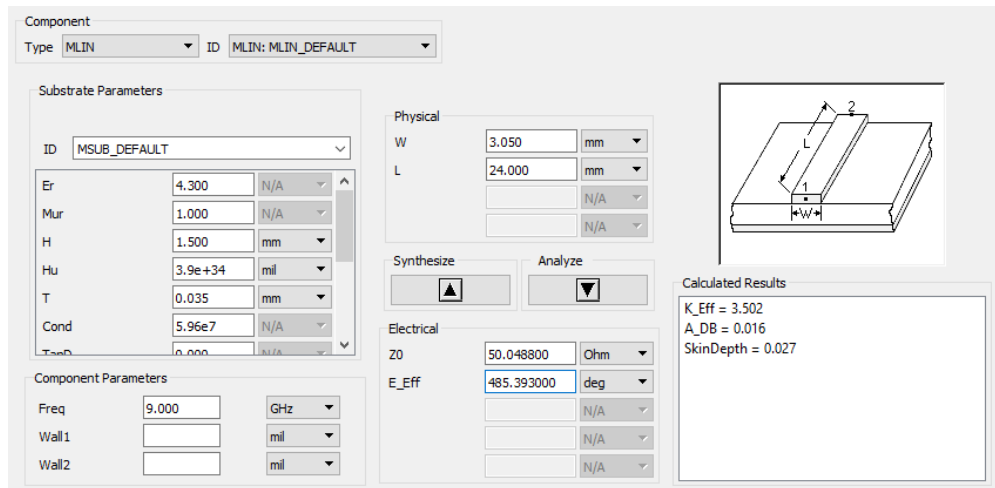 Component
Type MLIN ID MLIN: MLIN_DEFAULT
Substrate Parameters
ID MSUB_DEFAULT
Er 4.300 N/A
Mur 1.000 N/A
H 1.500 mm
Hu 3.9e+34 mil
T 0.035 mm
Cond 5.96e7 N/A
TanD 0.000 N/A
Component Parameters
Freq 9.000 GHz
Wall1 mil
Wall2 mil
Physical
W 3.050 mm
L 24.000 mm
N/A
N/A
Synthesize Analyze
Electrical
Z0 50.048800 Ohm
E_Eff 485.393000 deg
N/A
N/A
N/A
2
L
1
W
Calculated Results
K_Eff = 3.502
A_DB = 0.016
SkinDepth = 0.027